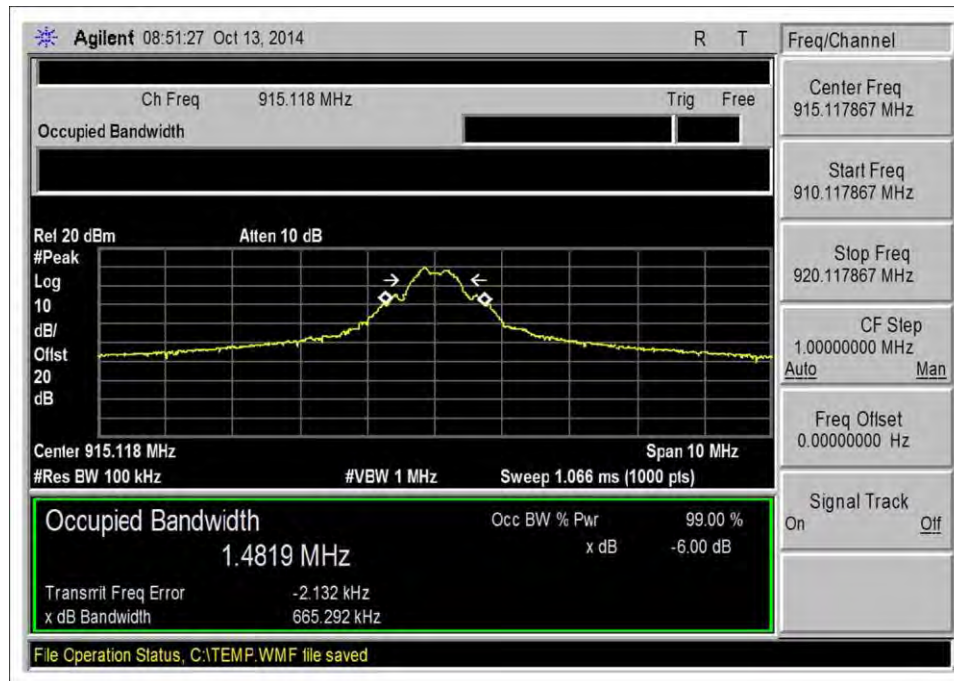 Agilent 08:51:27 Oct 13, 2014 R T
Freq/Channel
Ch Freq 915.118 MHz Trig Free
Occupied Bandwidth
Center Freq
915.117867 MHz
Start Freq
910.117867 MHz
Stop Freq
920.117867 MHz
CF Step
1.00000000 MHz
Auto Man
Freq Offset
0.00000000 Hz
Signal Track
On Off
Ref 20 dBm Atten 10 dB
#Peak
Log
10
dB/
Offst
20
dB
Center 915.118 MHz Span 10 MHz
#Res BW 100 kHz #VBW 1 MHz Sweep 1.066 ms (1000 pts)
Occupied Bandwidth Occ BW % Pwr 99.00 %
1.4819 MHz x dB -6.00 dB
Transmit Freq Error -2.132 kHz
x dB Bandwidth 665.292 kHz
File Operation Status, C:\TEMP.WMF file saved